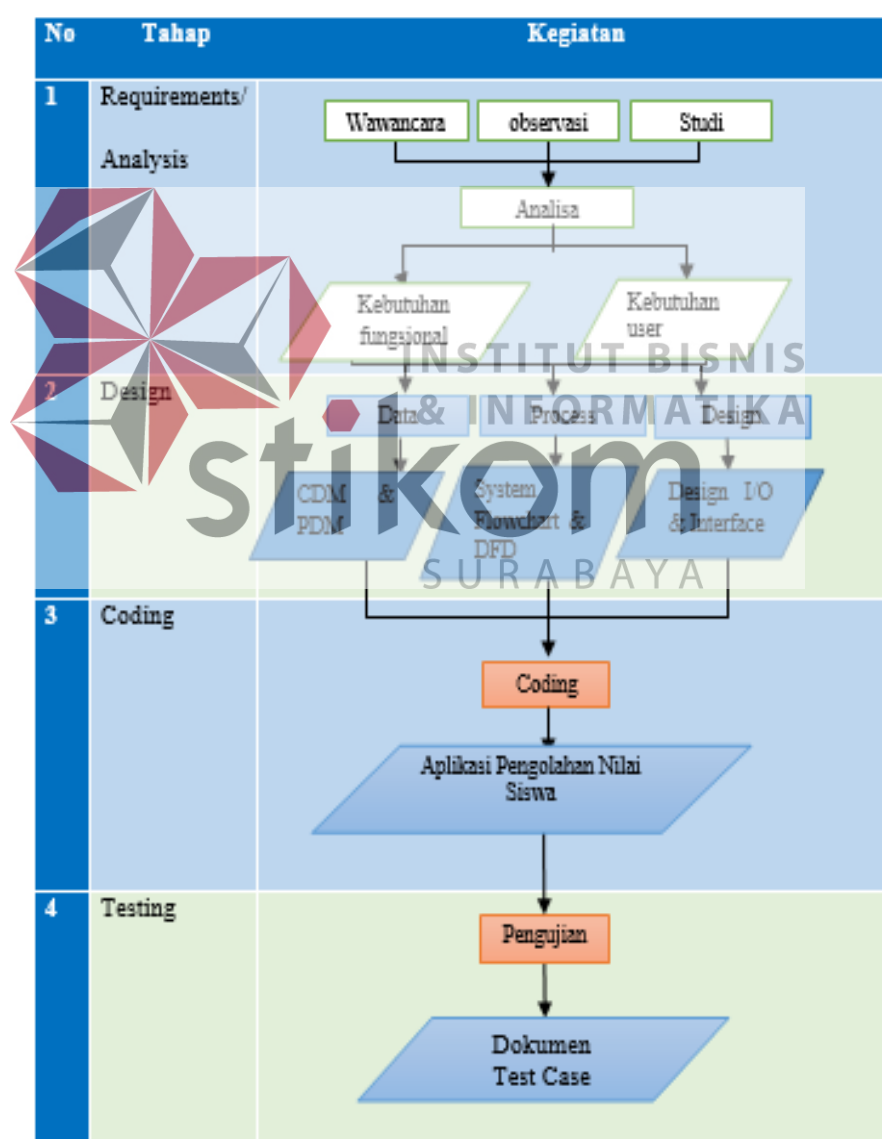 No Tahap Kegiatan
1 Requirements/
Analysis
Wawancara observasi Studi
Analisa
Kebutuhan
fungsional
Kebutuhan
user
INSTITUT BISNIS
& INFORMATIKA
stikom
SURABAYA
2 Design
Data Process Design
CDM &
PDM
System
Flowchart &
DFD
Design I/O
& Interface
3 Coding
Coding
Aplikasi Pengolahan Nilai
Siswa
4 Testing
Pengujian
Dokumen
Test Case